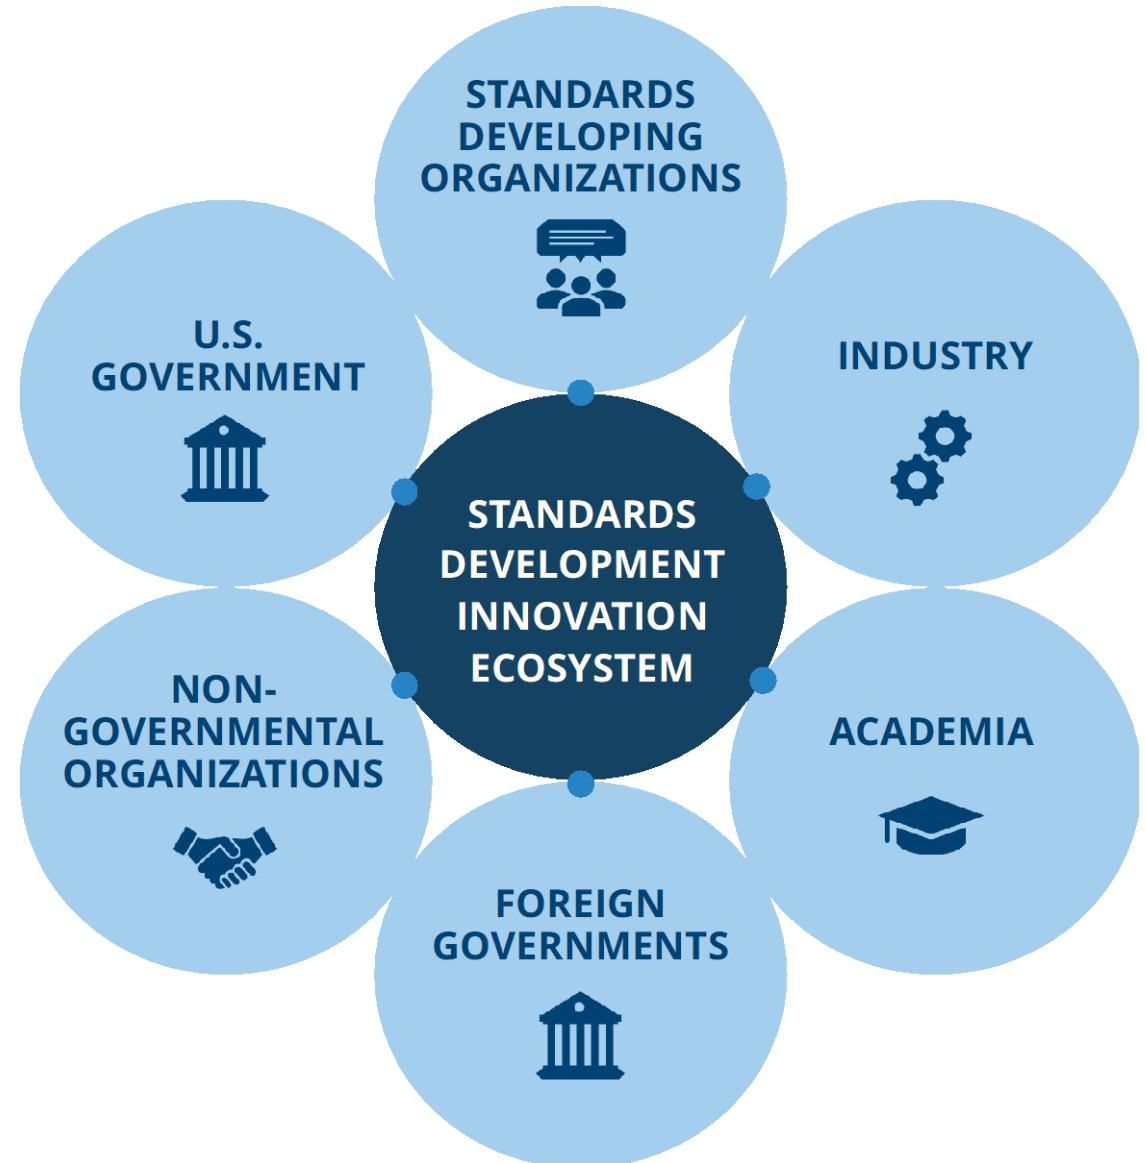 STANDARDS
DEVELOPING
ORGANIZATIONS
U.S.
GOVERNMENT
INDUSTRY
STANDARDS
DEVELOPMENT
INNOVATION
ECOSYSTEM
NON-
GOVERNMENTAL
ORGANIZATIONS
ACADEMIA
FOREIGN
GOVERNMENTS